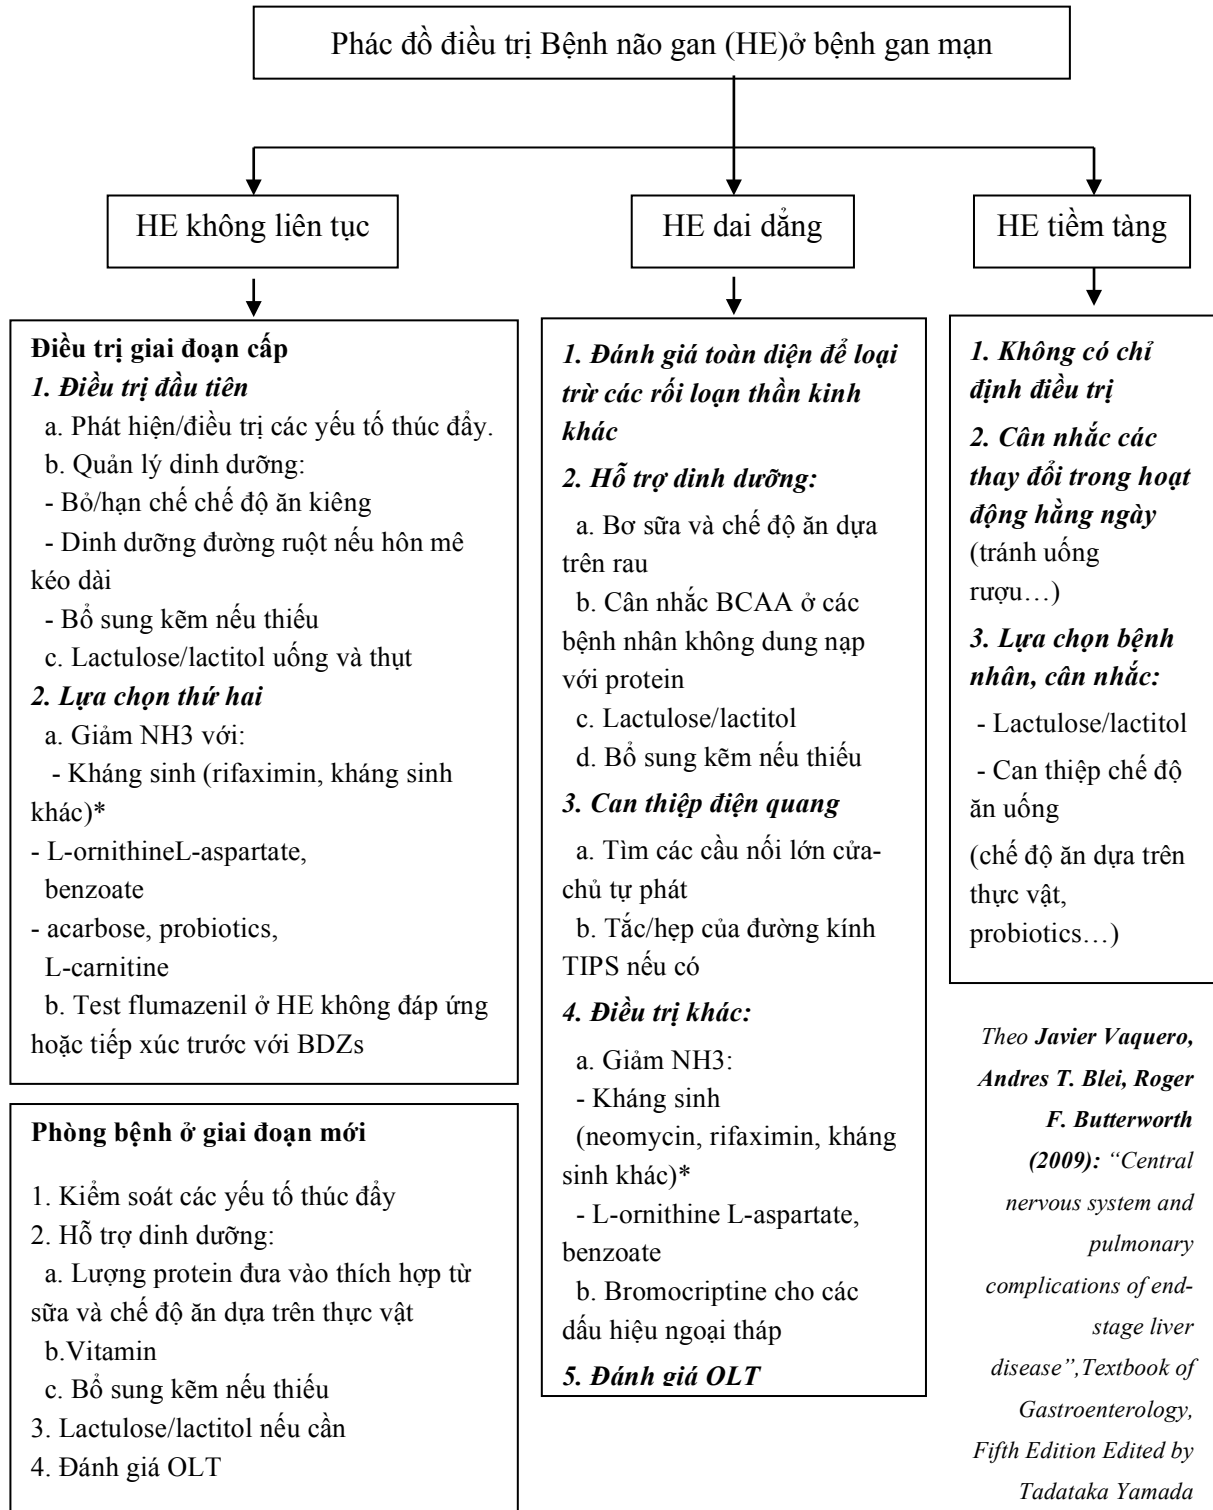 Phác đồ điều trị Bệnh não gan (HE)ở bệnh gan mạn
HE không liên tục
HE dai dẳng
HE tiềm tàng
Điều trị giai đoạn cấp
1. Điều trị đầu tiên
a. Phát hiện/điều trị các yếu tố thúc đẩy.
b. Quản lý dinh dưỡng:
- Bỏ/hạn chế chế độ ăn kiêng
- Dinh dưỡng đường ruột nếu hôn mê
kéo dài
- Bổ sung kẽm nếu thiếu
c. Lactulose/lactitol uống và thụt
2. Lựa chọn thứ hai
a. Giảm NH3 với:
- Kháng sinh (rifaximin, kháng sinh
khác)*
- L-ornithineL-aspartate,
benzoate
- acarbose, probiotics,
L-carnitine
b. Test flumazenil ở HE không đáp ứng
hoặc tiếp xúc trước với BDZs
Phòng bệnh ở giai đoạn mới
1. Kiểm soát các yếu tố thúc đẩy
2. Hỗ trợ dinh dưỡng:
a. Lượng protein đưa vào thích hợp từ
sữa và chế độ ăn dựa trên thực vật
b.Vitamin
c. Bổ sung kẽm nếu thiếu
3. Lactulose/lactitol nếu cần
4. Đánh giá OLT
1. Đánh giá toàn diện để loại
trừ các rối loạn thần kinh
khác
2. Hỗ trợ dinh dưỡng:
a. Bơ sữa và chế độ ăn dựa
trên rau
b. Cân nhắc BCAA ở các
bệnh nhân không dung nạp
với protein
c. Lactulose/lactitol
d. Bổ sung kẽm nếu thiếu
3. Can thiệp điện quang
a. Tìm các cầu nối lớn cửa-
chủ tự phát
b. Tắc/hẹp của đường kính
TIPS nếu có
4. Điều trị khác:
a. Giảm NH3:
- Kháng sinh
(neomycin, rifaximin, kháng
sinh khác)*
- L-ornithine L-aspartate,
benzoate
b. Bromocriptine cho các
dấu hiệu ngoại tháp
5. Đánh giá OLT
1. Không có chỉ
định điều trị
2. Cân nhắc các
thay đổi trong hoạt
động hằng ngày
(tránh uống
rượu…)
3. Lựa chọn bệnh
nhân, cân nhắc:
- Lactulose/lactitol
- Can thiệp chế độ
ăn uống
(chế độ ăn dựa trên
thực vật,
probiotics…)
Theo Javier Vaquero,
Andres T. Blei, Roger
F. Butterworth
(2009): “Central
nervous system and
pulmonary
complications of end-
stage liver
disease”,Textbook of
Gastroenterology,
Fifth Edition Edited by
Tadataka Yamada